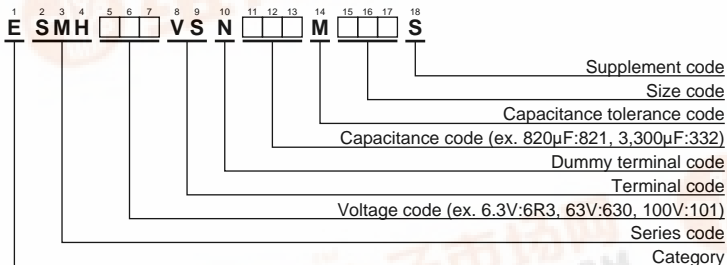 1 2 3 4 5 6 7 8 9 10 11 12 13 14 15 16 17 18
E S M H V S N M S
Supplement code
Size code
Capacitance tolerance code
Capacitance code (ex. 820µF:821, 3,300µF:332)
Dummy terminal code
Terminal code
Voltage code (ex. 6.3V:6R3, 63V:630, 100V:101)
Series code
Category